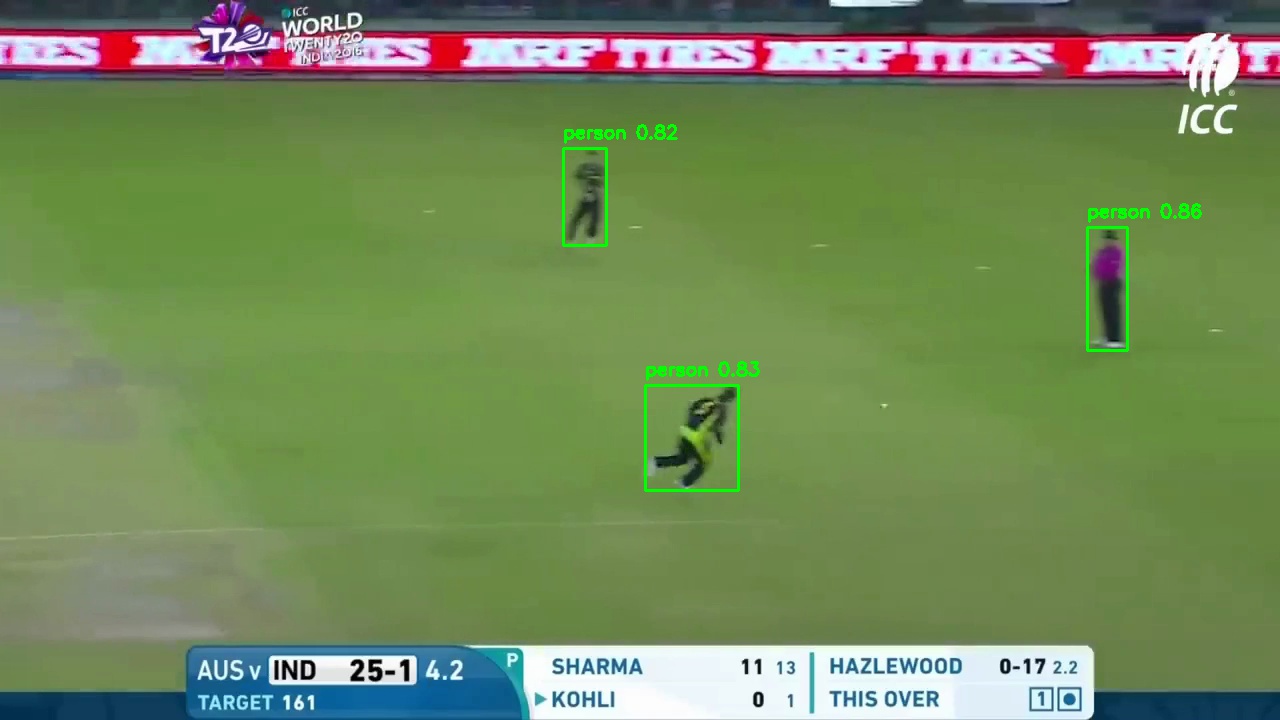 ICC
WORLD
T20 TWENTY20
INDIA 2016
MRF TYRES MRF TYRES
ICC
person 0.82
person 0.86
person 0.83
AUS v IND 25-1 4.2 P
TARGET 161
SHARMA 11 13
KOHLI 0 1
HAZLEWOOD 0-17 2.2
THIS OVER 1